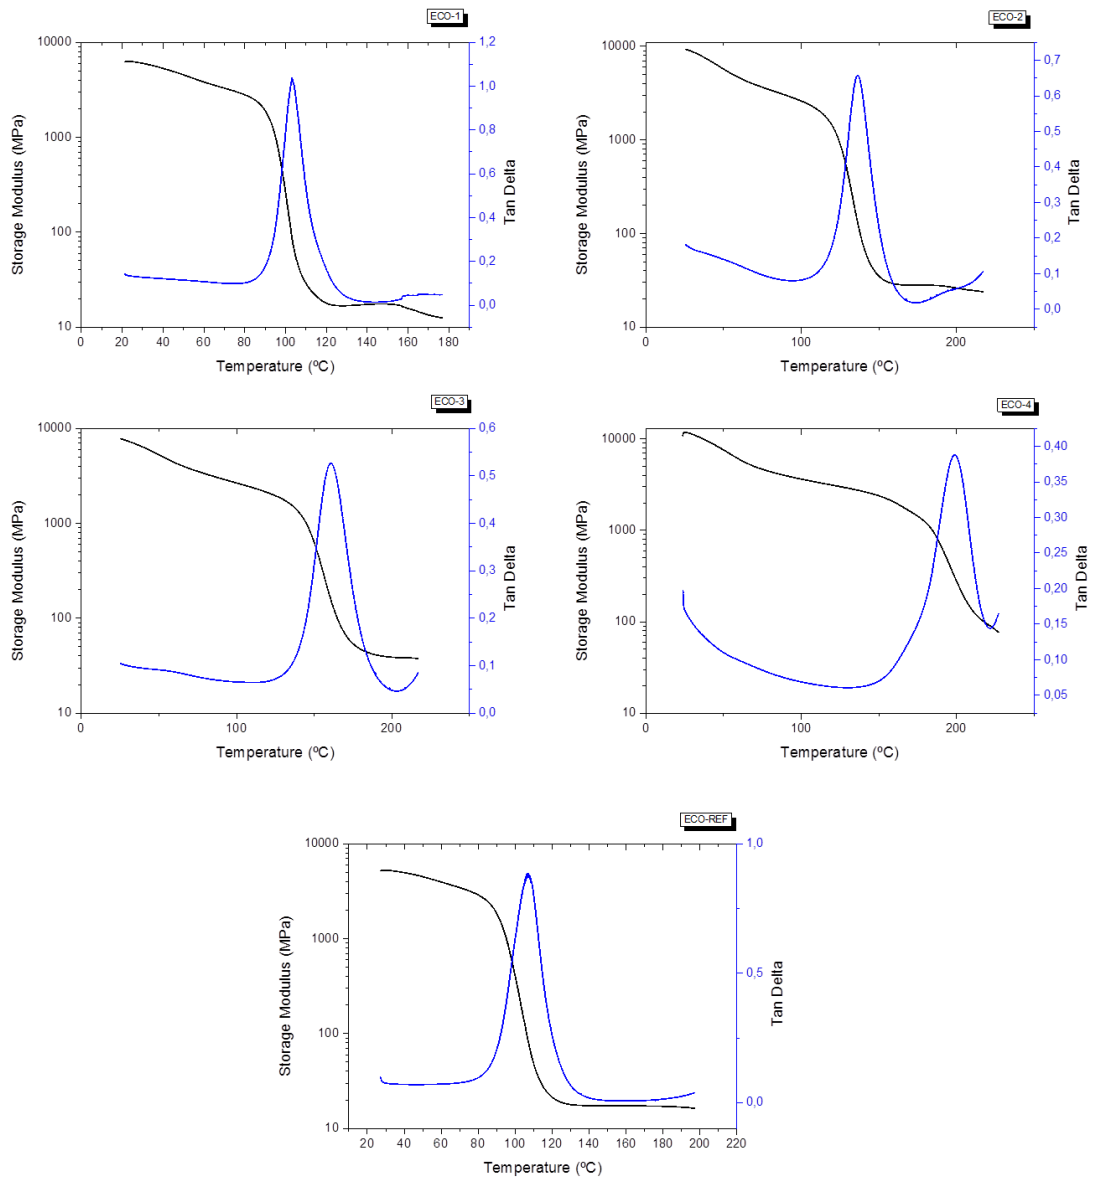 ECO-1
10000
1000
100
10
1,2
1,0
0,8
0,6
0,4
0,2
0,0
0 20 40 60 80 100 120 140 160 180
Storage Modulus (MPa)
Tan Delta
Temperature (ºC)
ECO-2
10000
1000
100
10
0,7
0,6
0,5
0,4
0,3
0,2
0,1
0,0
0 100 200
Storage Modulus (MPa)
Tan Delta
Temperature (ºC)
ECO-3
10000
1000
100
10
0,6
0,5
0,4
0,3
0,2
0,1
0,0
0 100 200
Storage Modulus (MPa)
Tan Delta
Temperature (ºC)
ECO-4
10000
1000
100
10
0,40
0,35
0,30
0,25
0,20
0,15
0,10
0,05
0 100 200
Storage Modulus (MPa)
Tan Delta
Temperature (ºC)
ECO-REF
10000
1000
100
10
1,0
0,5
0,0
20 40 60 80 100 120 140 160 180 200 220
Storage Modulus (MPa)
Tan Delta
Temperature (ºC)